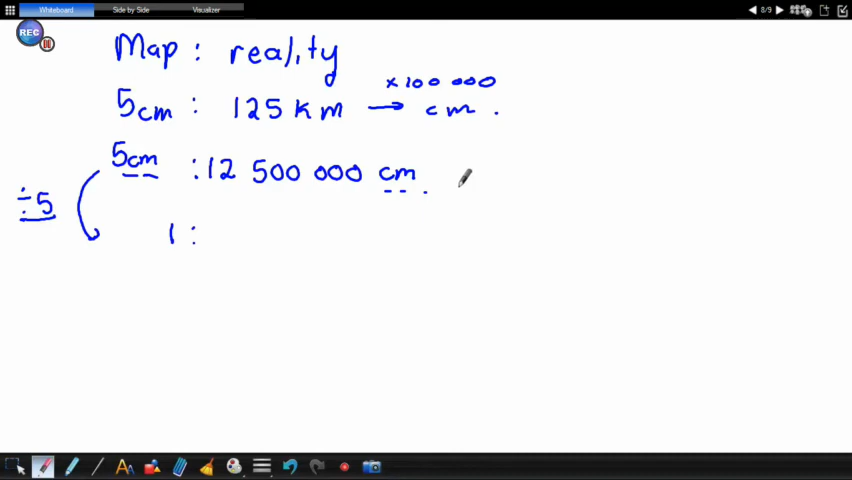 Whiteboard Side by Side Visualizer 8/9
REC
Map : reality
×100 000
5cm : 125 km → cm .
5cm : 12 500 000 cm .
÷5
1 :